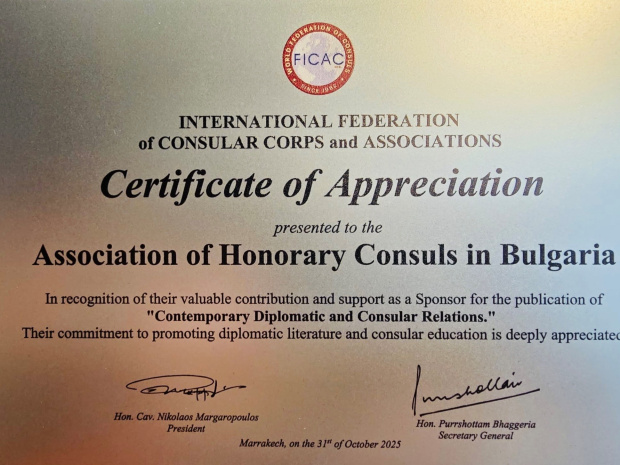 WORLD FEDERATION OF CONSULS
FICAC
SINCE 1982
INTERNATIONAL FEDERATION
of CONSULAR CORPS and ASSOCIATIONS
Certificate of Appreciation
presented to the
Association of Honorary Consuls in Bulgaria
In recognition of their valuable contribution and support as a Sponsor for the publication of
"Contemporary Diplomatic and Consular Relations."
Their commitment to promoting diplomatic literature and consular education is deeply appreciated
Hon. Cav. Nikolaos Margaropoulos
President
Hon. Purrshottam Bhaggeria
Secretary General
Marrakech, on the 31st of October 2025